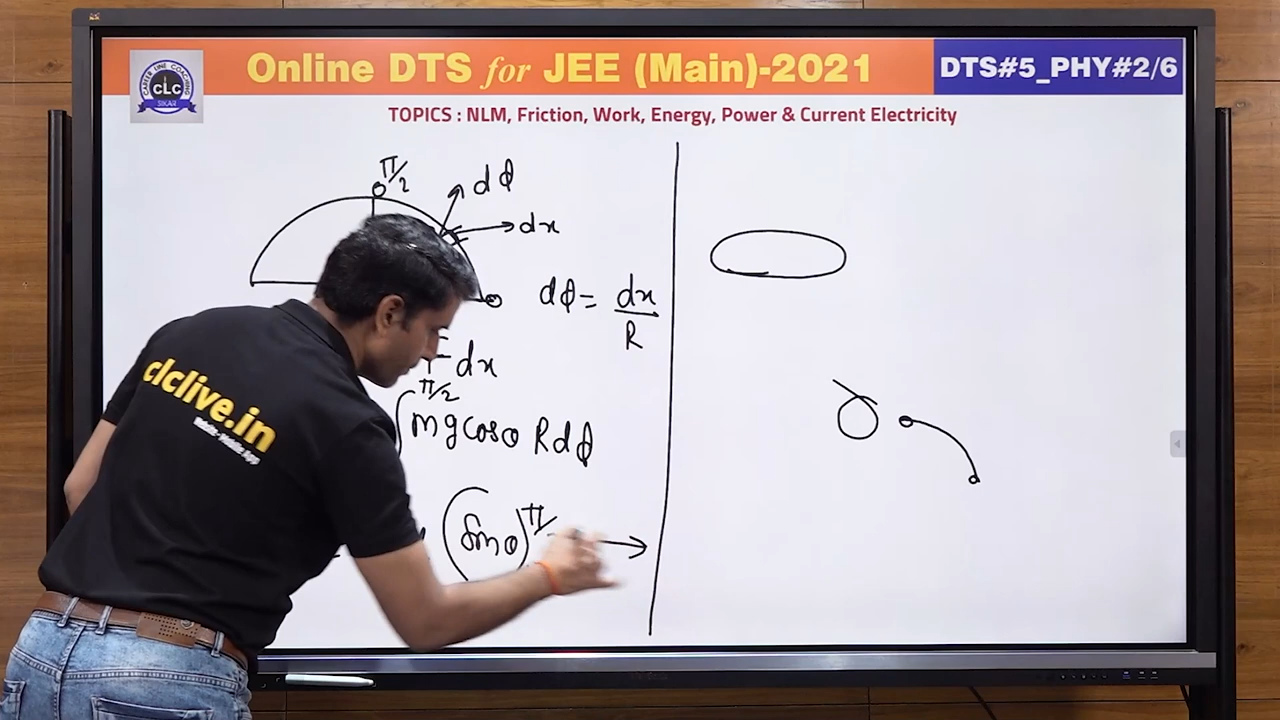 Online DTS for JEE (Main)-2021
DTS#5_PHY#2/6
CAREER LINE COACHING
CLC
SIKAR
TOPICS : NLM, Friction, Work, Energy, Power & Current Electricity
π/2
dϕ
dx
dϕ = dx/R
dx
∫ π/2 mg cosθ R dϕ
(sinθ) π/
clclive.in